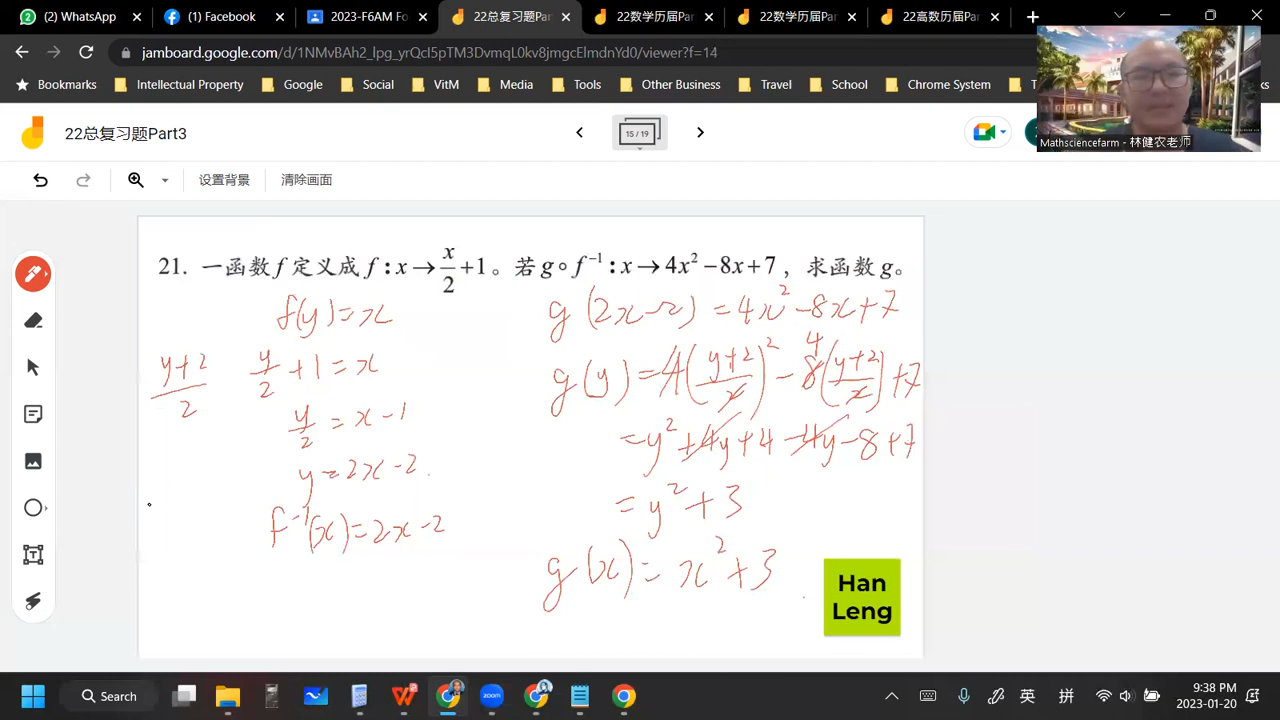 (2) WhatsApp
(1) Facebook
2023-F6AM Fo
22总复习题Part
22数学历届Part
22数学历届Part
22高数历届Part
jamboard.google.com/d/1NMvBAh2_lpg_yrQcI5pTM3DvmqL0kv8jmgcElmdnYd0/viewer?f=14
Bookmarks
Intellectual Property
Google
Social
VitM
Media
Tools
Other Business
Travel
School
Chrome System
Mathsciencefarm - 林健农老师
22总复习题Part3
15 / 19
设置背景
清除画面
21. 一函数 f 定义成 f : x → x/2 + 1。若 g ∘ f⁻¹ : x → 4x² − 8x + 7，求函数 g。
f(y) = x
y+2/2
y/2 + 1 = x
y/2 = x − 1
y = 2x − 2
f⁻¹(x) = 2x − 2
g(2x − 2) = 4x² − 8x + 7
g(y) = 4(y+2/2)² − 8(y+2/2) + 7
4
= y² + 4y + 4 − 4y − 8 + 7
= y² + 3
g(x) = x² + 3
Han
Leng
Search
英
拼
9:38 PM
2023-01-20